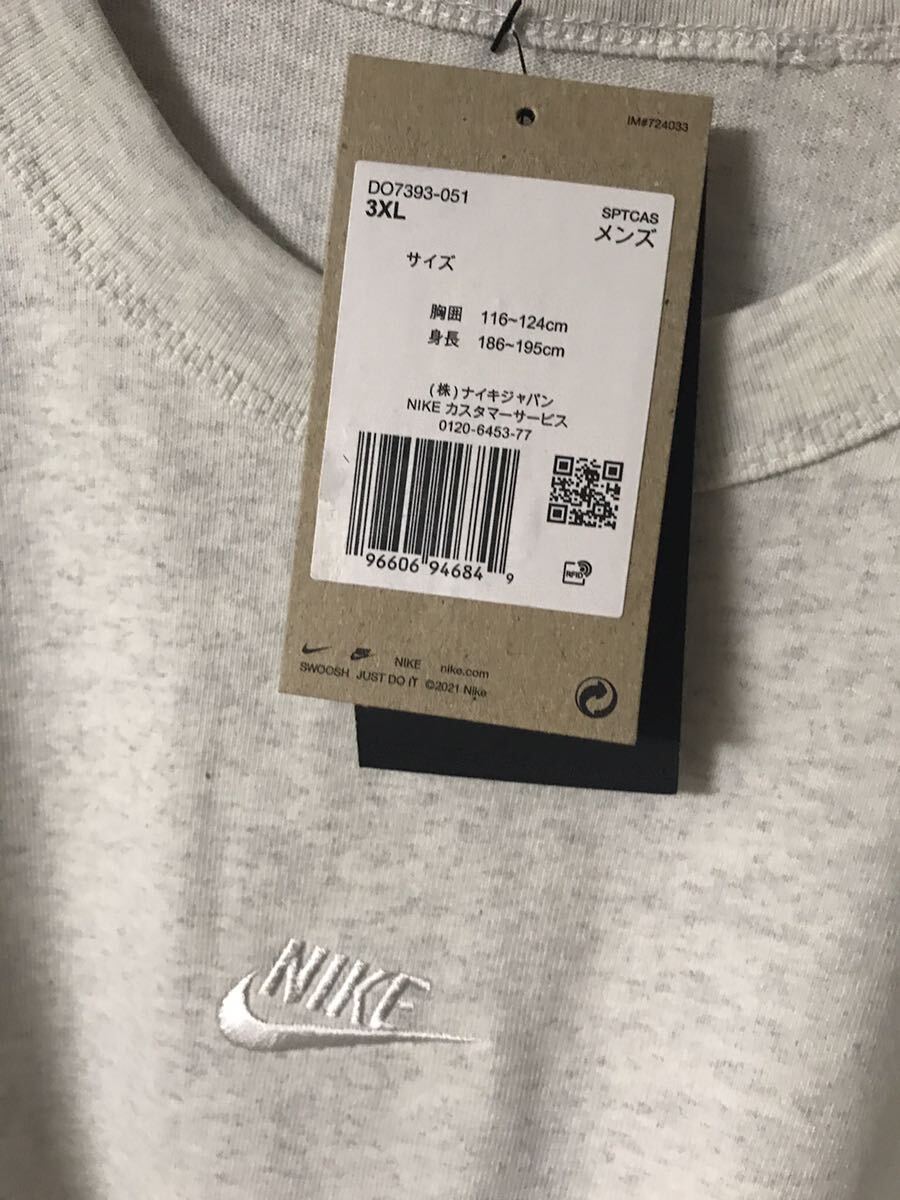 IM#724033
DO7393-051
3XL
SPTCAS
メンズ
サイズ
胸囲 116~124cm
身長 186~195cm
(株)ナイキジャパン
NIKE カスタマーサービス
0120-6453-77
96606 94684 9
RFID
NIKE nike.com
SWOOSH JUST DO IT ©2021 Nike
NIKE